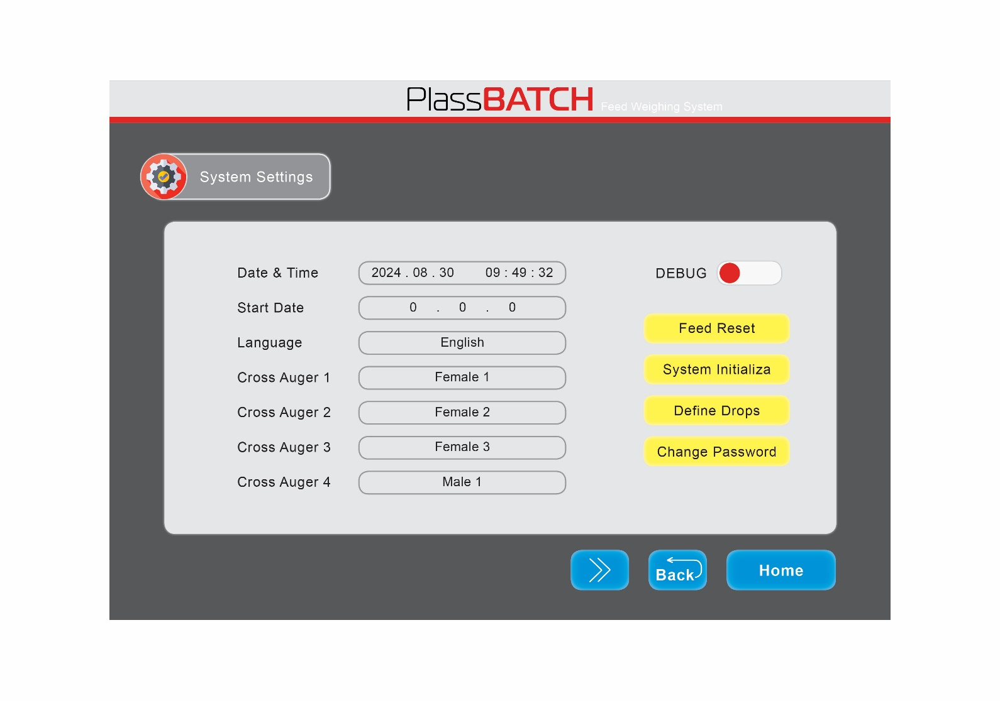 PlassBATCH Feed Weighing System
System Settings
Date & Time 2024 . 08 . 30 09 : 49 : 32 DEBUG
Start Date 0 . 0 . 0
Feed Reset
Language English
System Initializa
Cross Auger 1 Female 1
Cross Auger 2 Female 2
Define Drops
Cross Auger 3 Female 3
Change Password
Cross Auger 4 Male 1
Back
Home